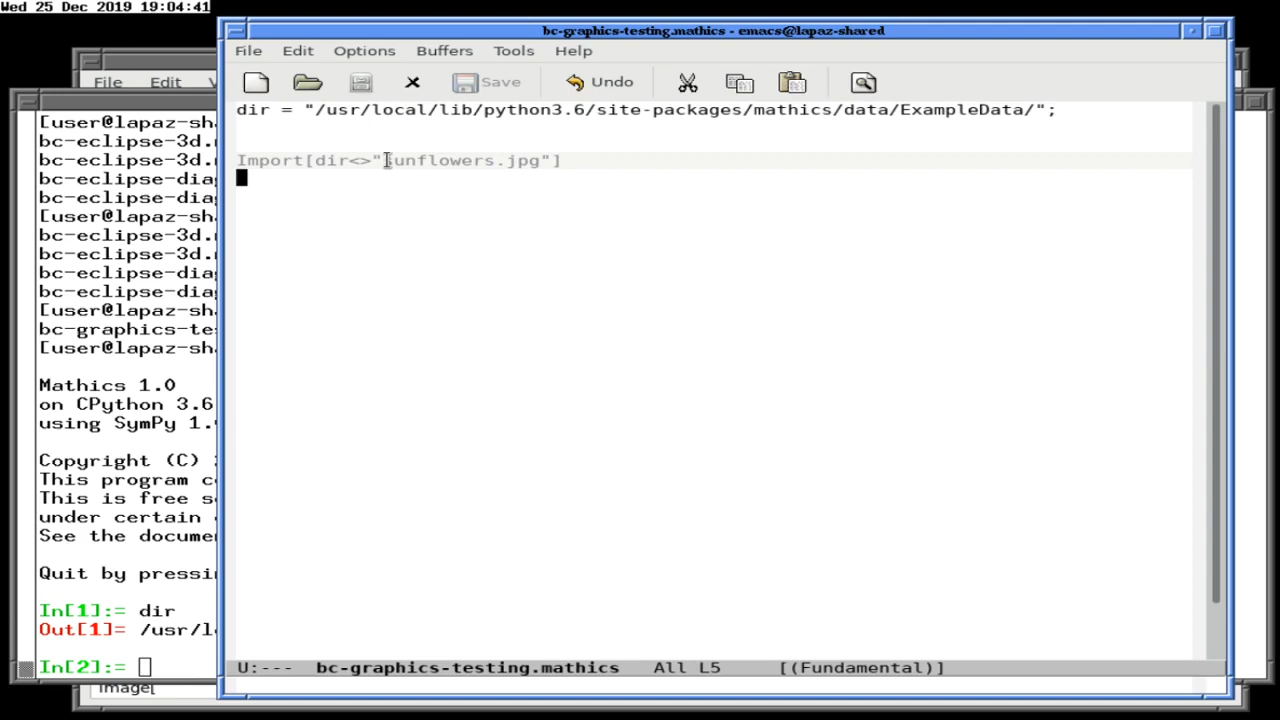 Wed 25 Dec 2019 19:04:41
bc-graphics-testing.mathics - emacs@lapaz-shared
File Edit Options Buffers Tools Help
Save Undo
dir = "/usr/local/lib/python3.6/site-packages/mathics/data/ExampleData/";
Import[dir<>"sunflowers.jpg"]
U:--- bc-graphics-testing.mathics All L5 [(Fundamental)]
File Edit
[user@lapaz-sh
bc-eclipse-3d.
bc-eclipse-3d.
bc-eclipse-dia
bc-eclipse-dia
[user@lapaz-sh
bc-eclipse-3d.
bc-eclipse-3d.
bc-eclipse-dia
bc-eclipse-dia
[user@lapaz-sh
bc-graphics-te
[user@lapaz-sh
Mathics 1.0
on CPython 3.6
using SymPy 1.
Copyright (C)
This program
This is free
under certain
See the docume
Quit by pressi
In[1]:= dir
Out[1]= /usr/l
In[2]:=
Image[